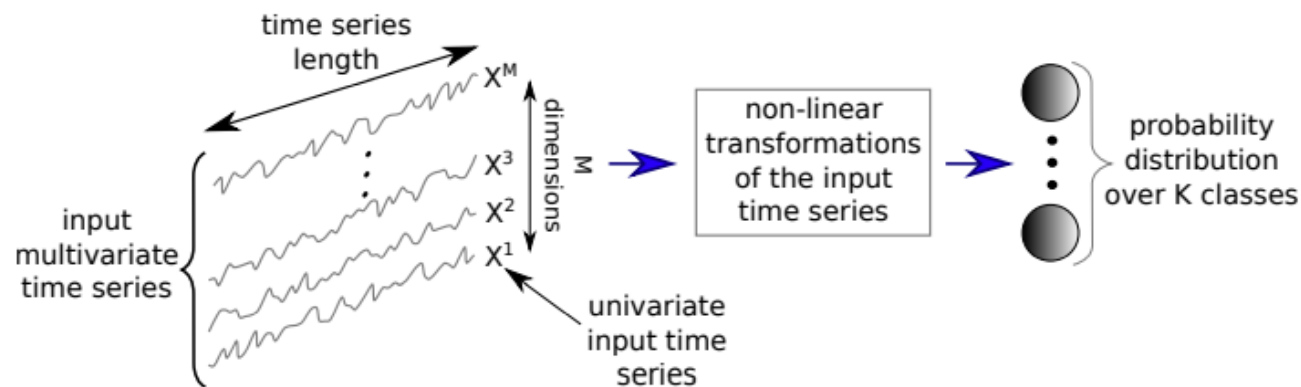 time series
length
X^M
dimensions
M
X^3
X^2
X^1
input
multivariate
time series
univariate
input time
series
non-linear
transformations
of the input
time series
probability
distribution
over K classes